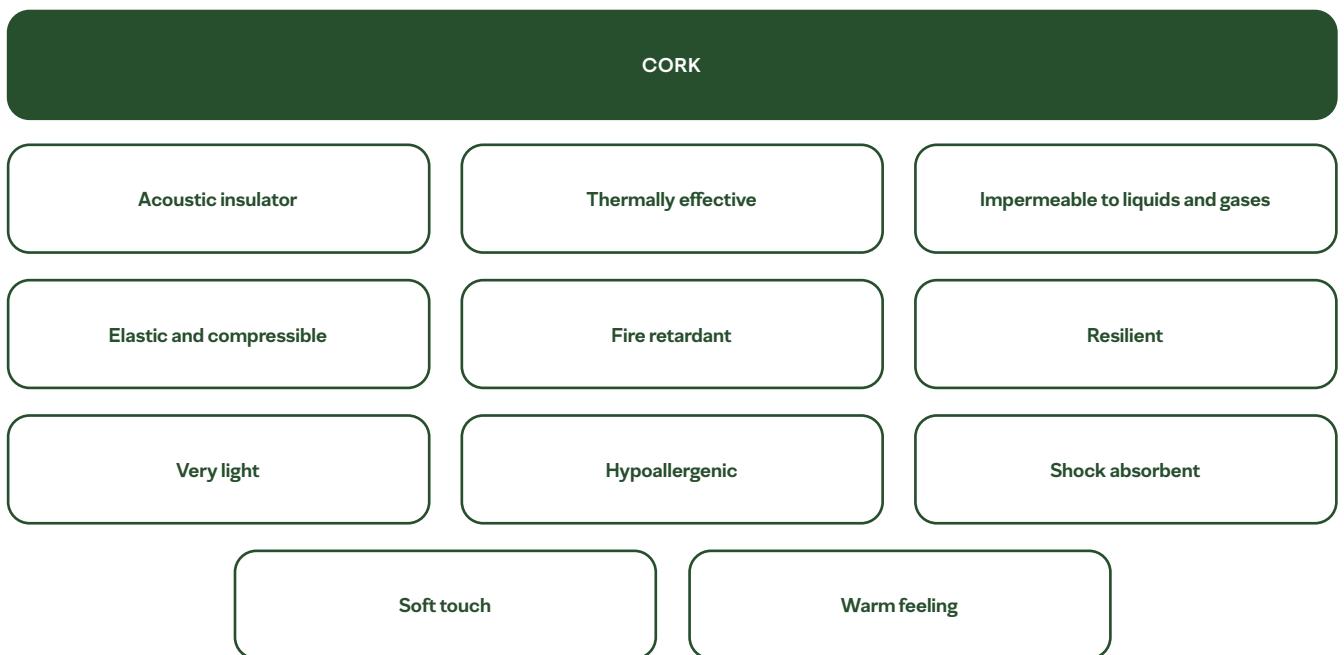 CORK
Acoustic insulator
Thermally effective
Impermeable to liquids and gases
Elastic and compressible
Fire retardant
Resilient
Very light
Hypoallergenic
Shock absorbent
Soft touch
Warm feeling